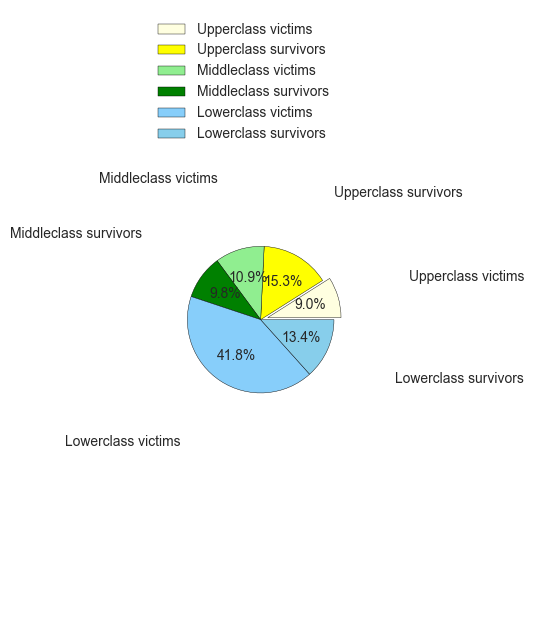 Upperclass victims
Upperclass survivors
Middleclass victims
Middleclass survivors
Lowerclass victims
Lowerclass survivors
Middleclass victims
Upperclass survivors
Middleclass survivors
Upperclass victims
10.9%
15.3%
9.8%
9.0%
13.4%
41.8%
Lowerclass survivors
Lowerclass victims